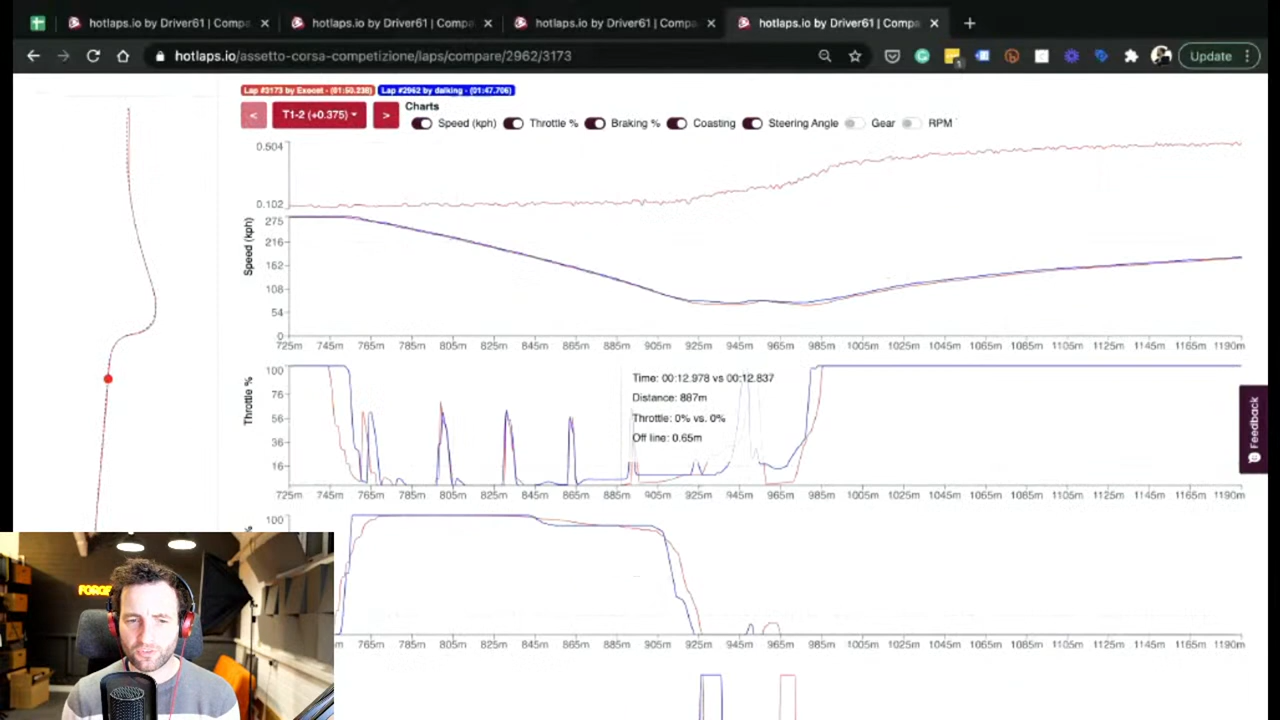 hotlaps.io by Driver61 | Compa
hotlaps.io by Driver61 | Compa
hotlaps.io by Driver61 | Compa
hotlaps.io by Driver61 | Compa
hotlaps.io/assetto-corsa-competizione/laps/compare/2962/3173
Update
Lap #3173 by Exocet - (01:50.238)
Lap #2962 by dalking - (01:47.706)
<
T1-2 (+0.375)
>
Charts
Speed (kph)
Throttle %
Braking %
Coasting
Steering Angle
Gear
RPM
0.504
0.102
Speed (kph)
275
216
162
108
54
0
725m 745m 765m 785m 805m 825m 845m 865m 885m 905m 925m 945m 965m 985m 1005m 1025m 1045m 1065m 1085m 1105m 1125m 1145m 1165m 1190m
Throttle %
100
76
56
36
16
Time: 00:12.978 vs 00:12.837
Distance: 887m
Throttle: 0% vs. 0%
Off line: 0.65m
725m 745m 765m 785m 805m 825m 845m 865m 885m 905m 925m 945m 965m 985m 1005m 1025m 1045m 1065m 1085m 1105m 1125m 1145m 1165m 1190m
Feedback
%
100
765m 785m 805m 825m 845m 865m 885m 905m 925m 945m 965m 985m 1005m 1025m 1045m 1065m 1085m 1105m 1125m 1145m 1165m 1190m
FORGE